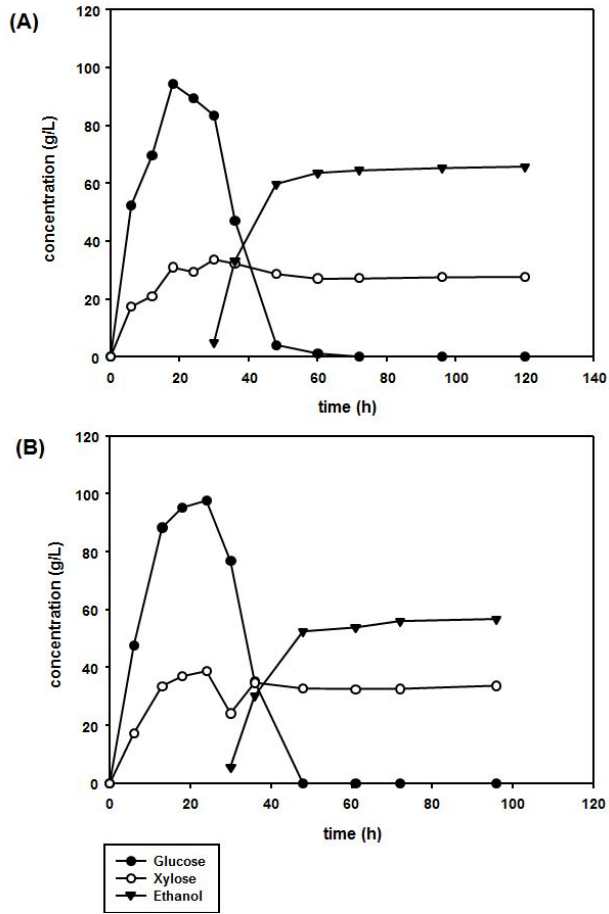 (A)
120
100
80
60
40
20
0
concentration (g/L)
0 20 40 60 80 100 120 140
time (h)
(B)
120
100
80
60
40
20
0
concentration (g/L)
0 20 40 60 80 100 120
time (h)
Glucose
Xylose
Ethanol